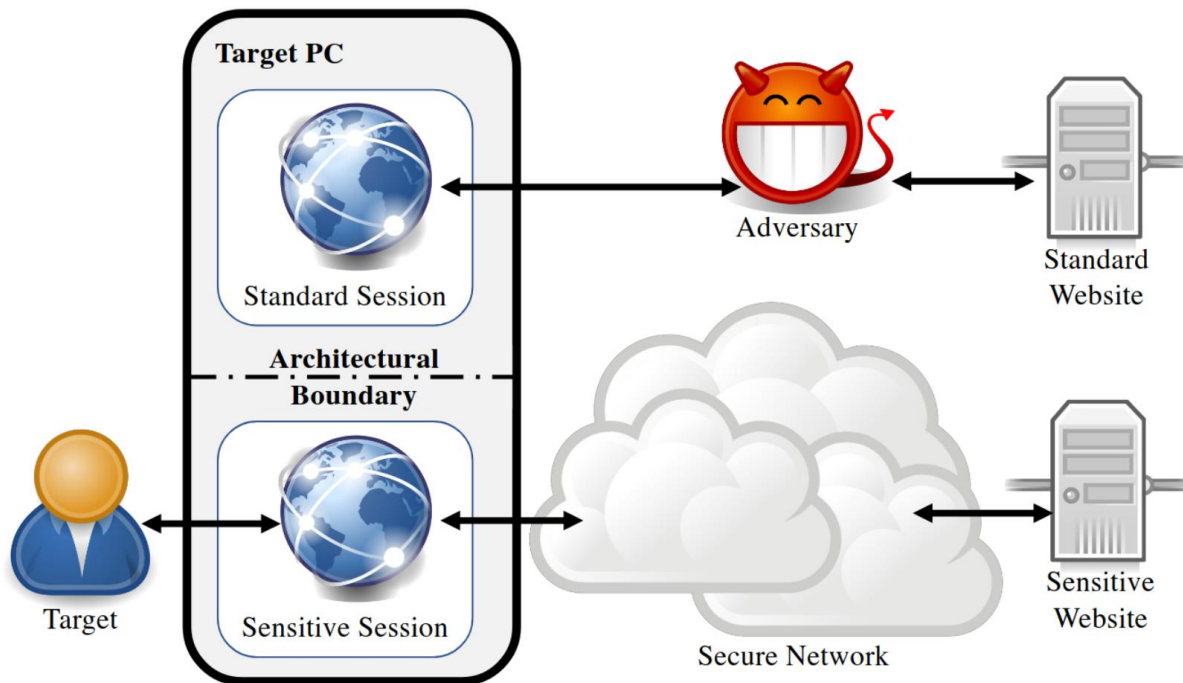 Target PC
Standard Session
Adversary
Standard
Website
Architectural
Boundary
Target
Sensitive Session
Secure Network
Sensitive
Website